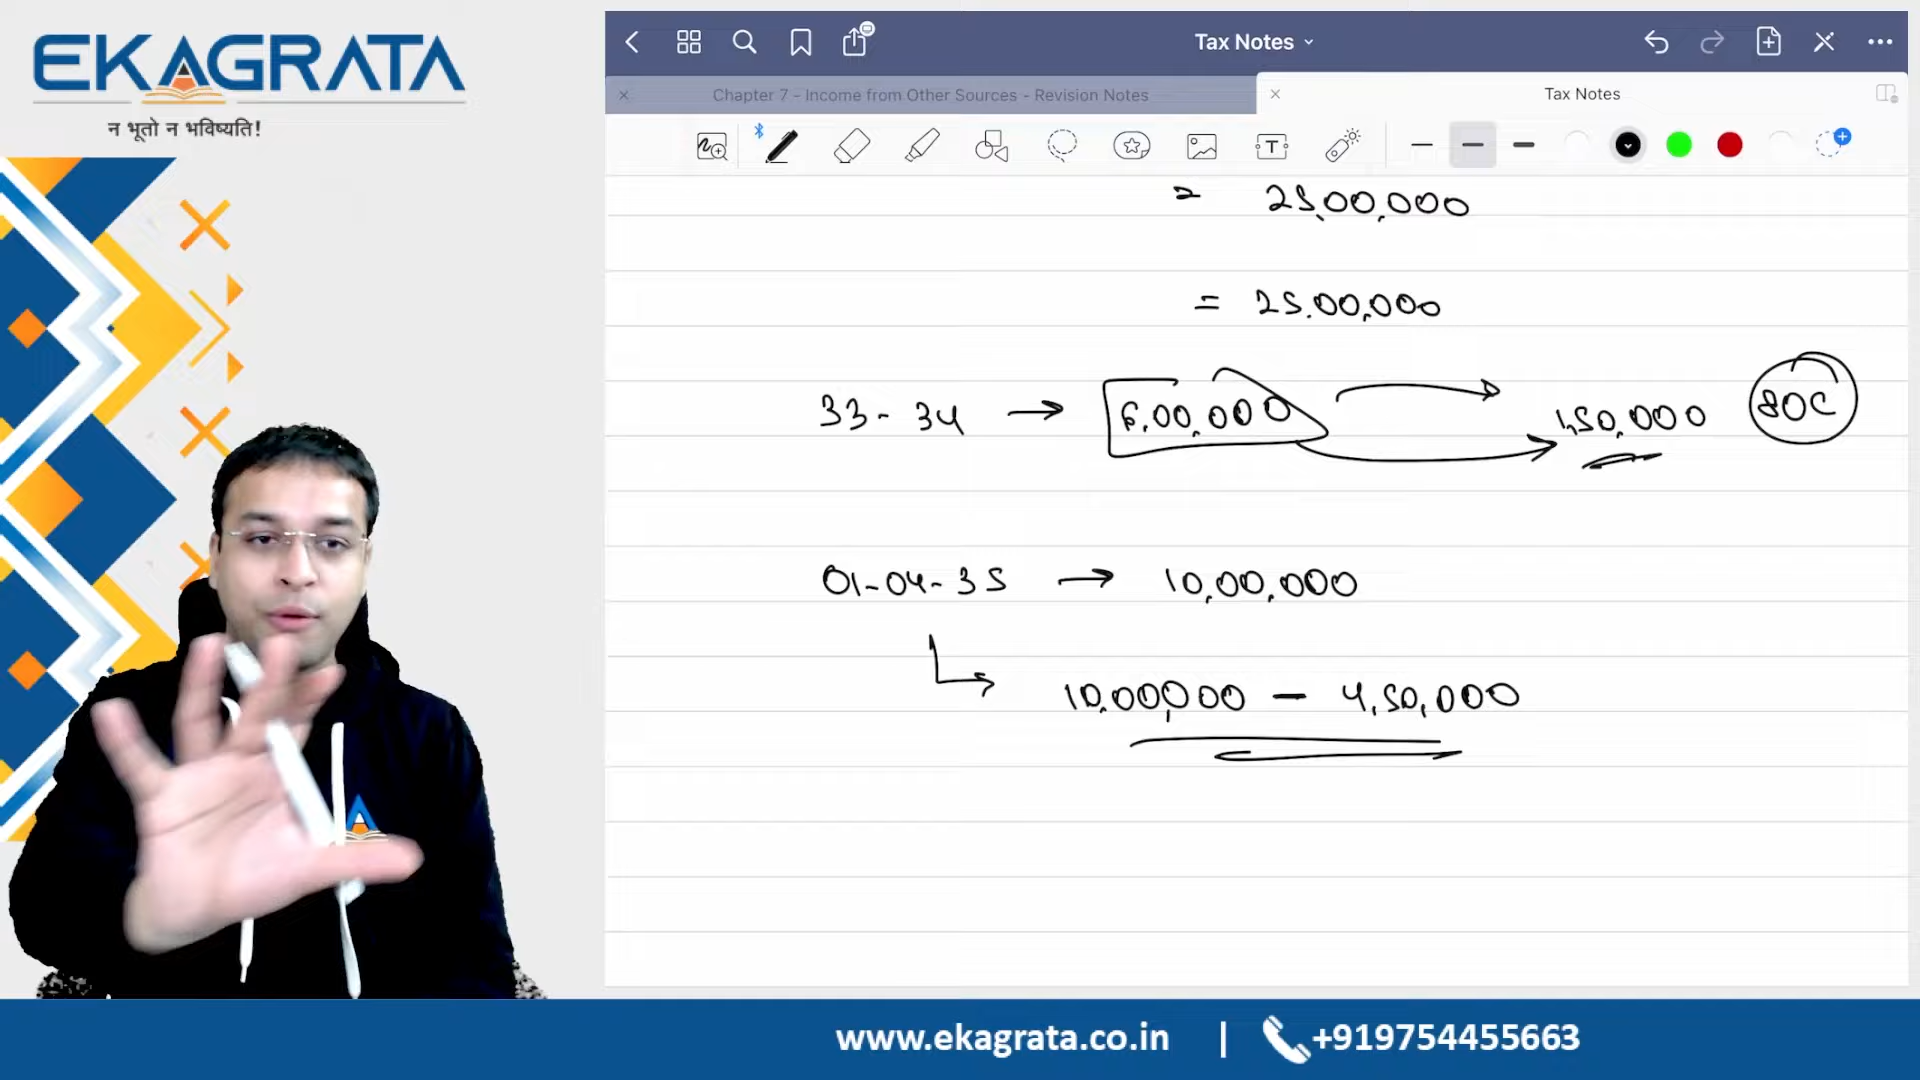 EKAGRATA
न भूतो न भविष्यति!
Tax Notes
Chapter 7 - Income from Other Sources - Revision Notes
Tax Notes
T
= 25,00,000
= 25.00,000
33-34 → 6,00,000 → 1,50,000 80C
01-04-35 → 10,00,000
10,00,000 - 4,50,000
www.ekagrata.co.in | +919754455663